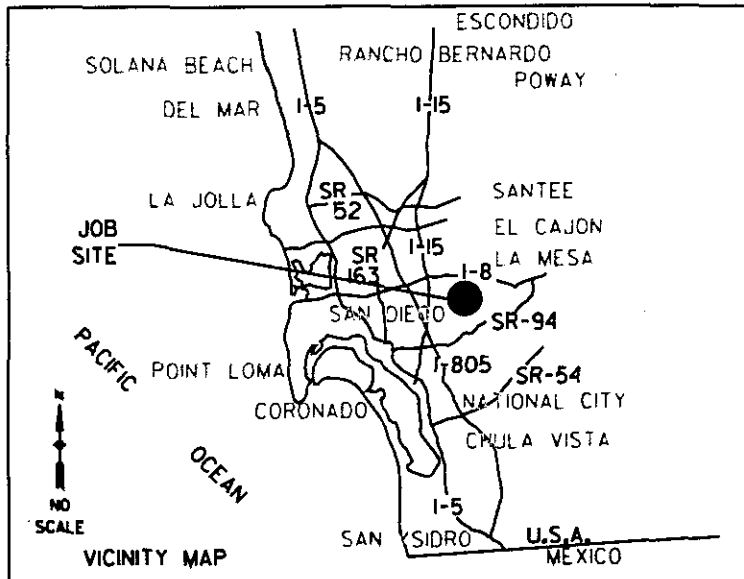 ESCONDIDO
SOLANA BEACH
RANCHO BERNARDO
POWAY
DEL MAR
I-5
I-15
LA JOLLA
SR
52
SANTEE
JOB
SITE
EL CAJON
SR
163
I-15
LA MESA
I-8
SAN DIEGO
SR-94
PACIFIC
POINT LOMA
I-805
SR-54
CORONADO
NATIONAL CITY
CHULA VISTA
OCEAN
N
NO
SCALE
I-5
SAN YSIDRO
U.S.A.
MEXICO
VICINITY MAP